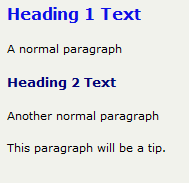 Heading 1 Text
A normal paragraph
Heading 2 Text
Another normal paragraph
This paragraph will be a tip.